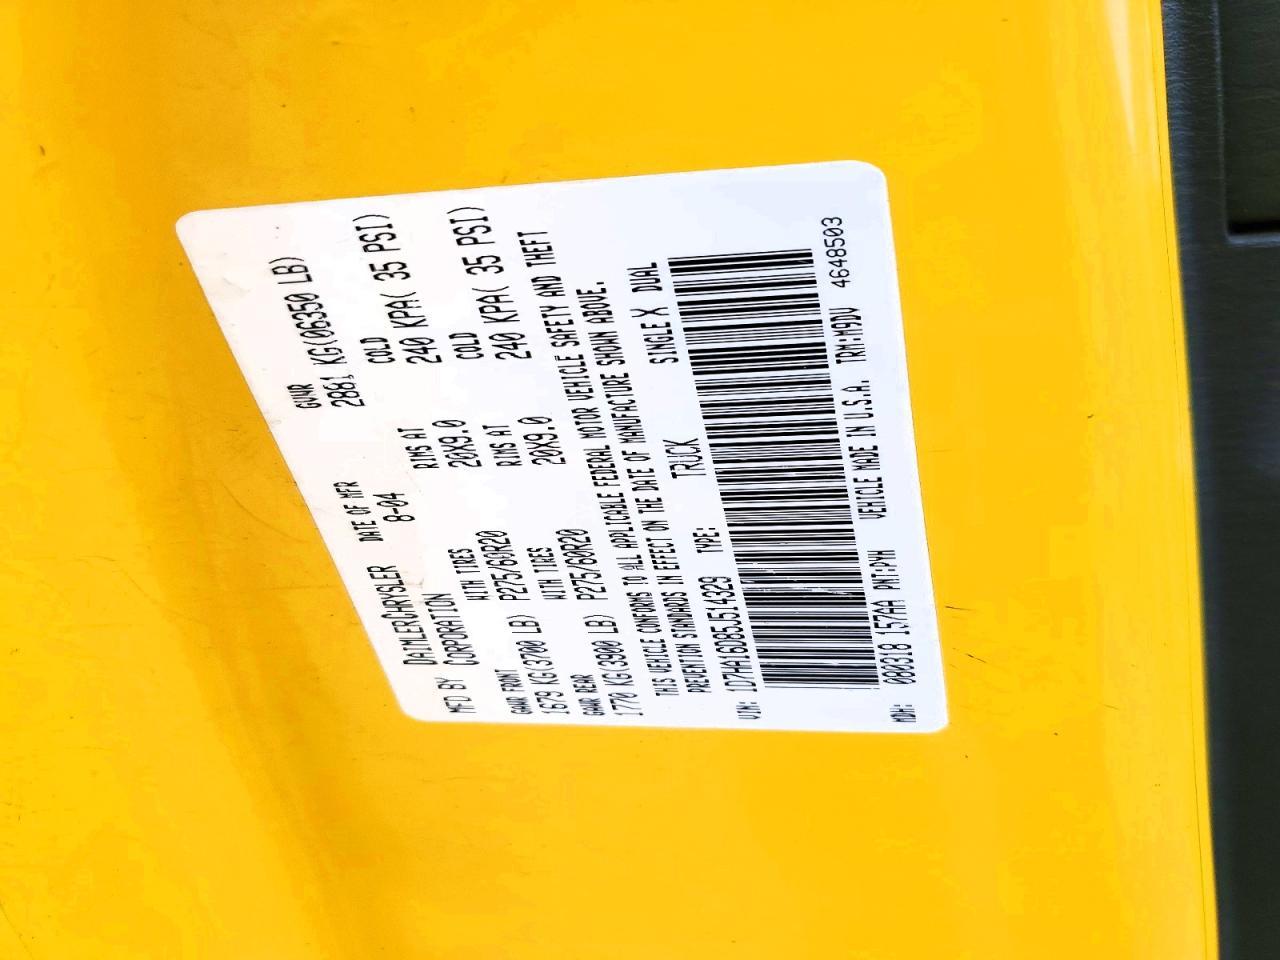 MFD BY DAIMLERCHRYSLER CORPORATION DATE OF MFR 8-04 GVWR 2881 KG(06350 LB)
GAWR FRONT WITH TIRES RIMS AT COLD
1679 KG(3700 LB) P275/60R20 20X9.0 240 KPA( 35 PSI)
GAWR REAR WITH TIRES RIMS AT COLD
1770 KG(3900 LB) P275/60R20 20X9.0 240 KPA( 35 PSI)
THIS VEHICLE CONFORMS TO ALL APPLICABLE FEDERAL MOTOR VEHICLE SAFETY AND THEFT
PREVENTION STANDARDS IN EFFECT ON THE DATE OF MANUFACTURE SHOWN ABOVE.
VIN: 1D7HA16D85J514329 TYPE: TRUCK SINGLE X DUAL
MDH: 080318 157AA PNT:PYH VEHICLE MADE IN U.S.A. TRM:M9DV 4648503